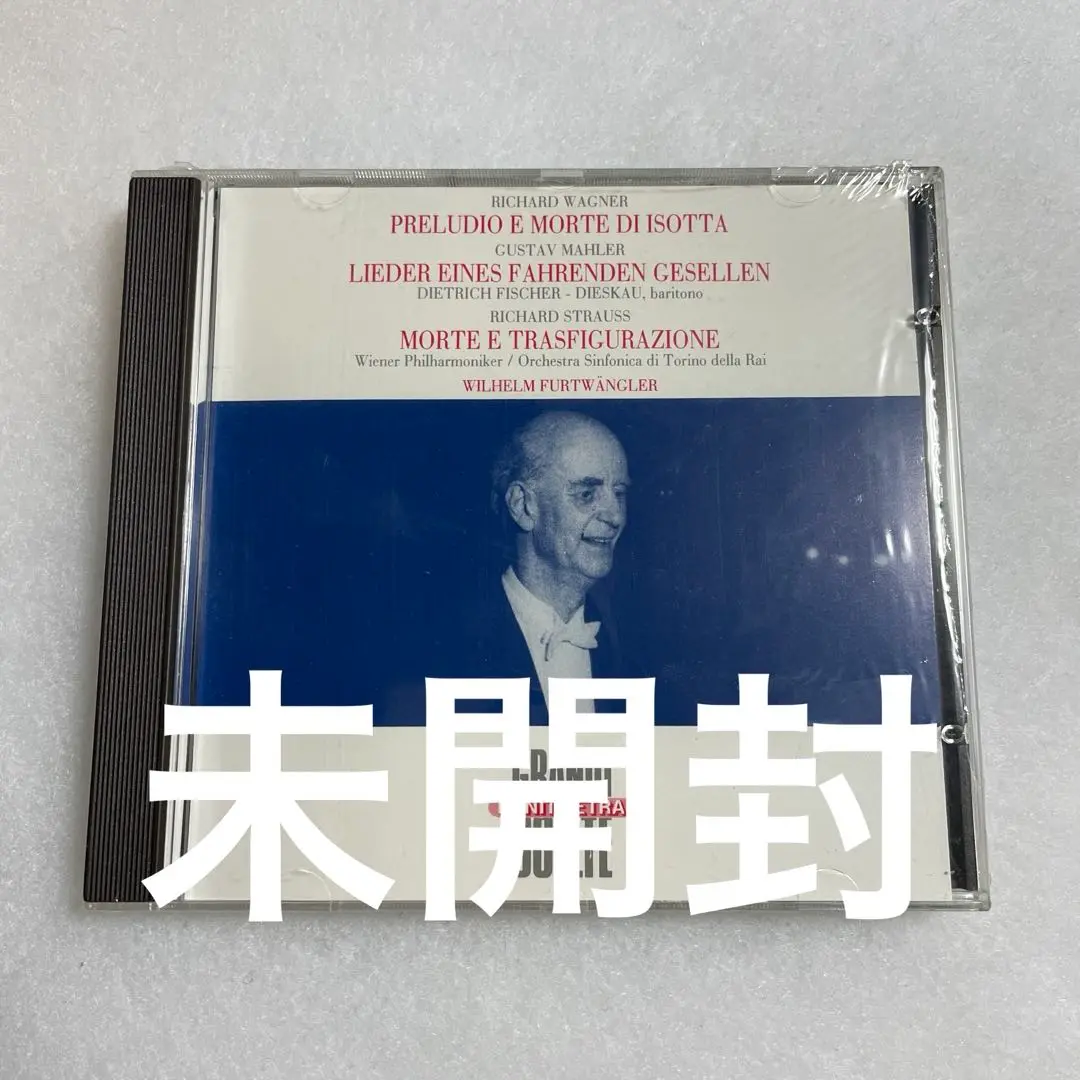 RICHARD WAGNER
PRELUDIO E MORTE DI ISOTTA
GUSTAV MAHLER
LIEDER EINES FAHRENDEN GESELLEN
DIETRICH FISCHER - DIESKAU, baritono
RICHARD STRAUSS
MORTE E TRASFIGURAZIONE
Wiener Philharmoniker / Orchestra Sinfonica di Torino della Rai
WILHELM FURTWÄNGLER
未開封